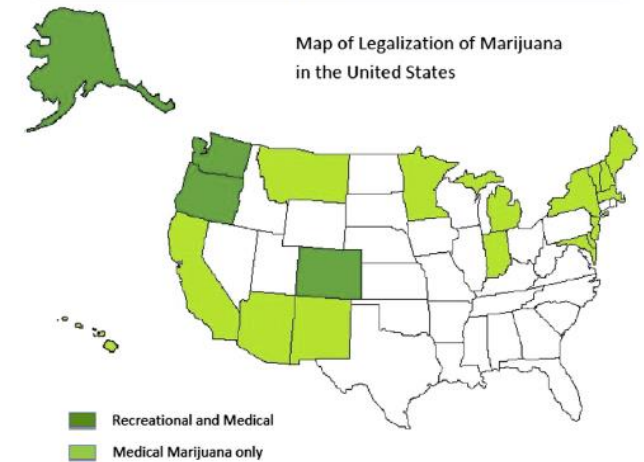 Map of Legalization of Marijuana
in the United States
Recreational and Medical
Medical Marijuana only